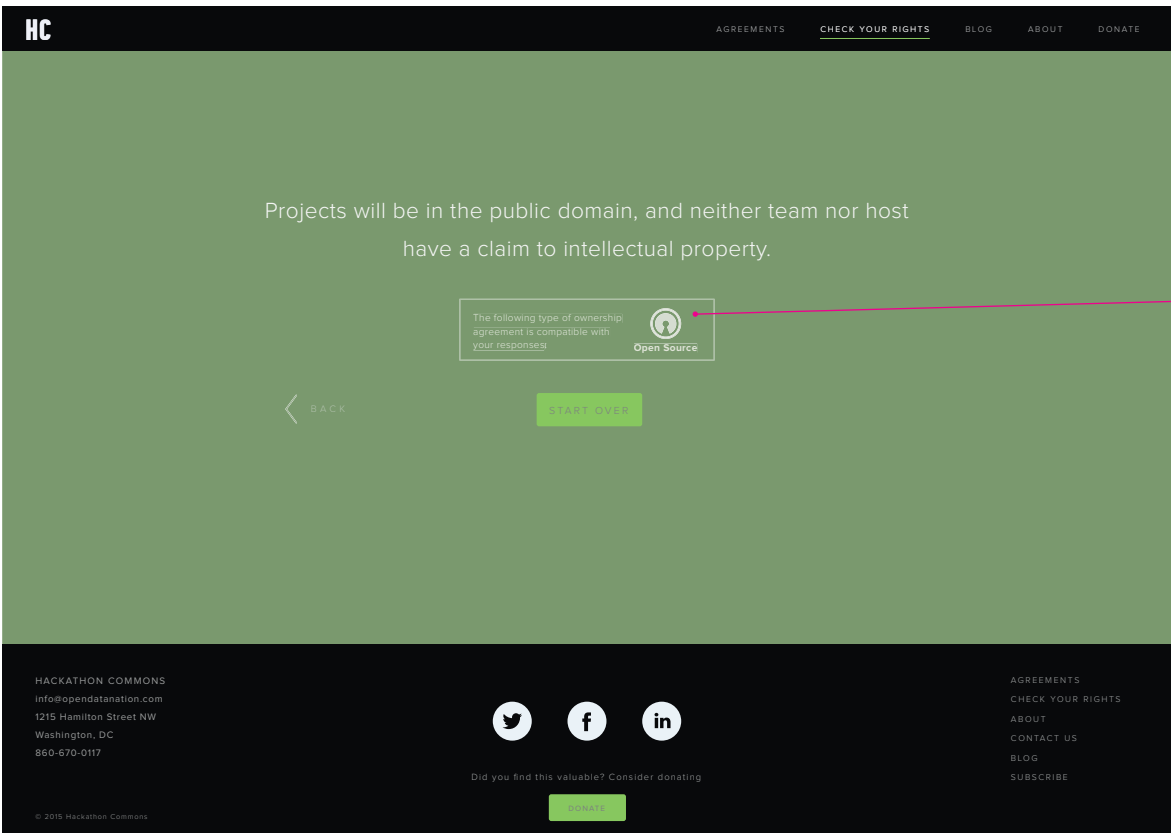 HC
AGREEMENTS
CHECK YOUR RIGHTS
BLOG
ABOUT
DONATE
Projects will be in the public domain, and neither team nor host
have a claim to intellectual property.
The following type of ownership
agreement is compatible with
your responses
Open Source
BACK
START OVER
HACKATHON COMMONS
info@opendatanation.com
1215 Hamilton Street NW
Washington, DC
860-670-0117
© 2015 Hackathon Commons
f
in
Did you find this valuable? Consider donating
DONATE
AGREEMENTS
CHECK YOUR RIGHTS
ABOUT
CONTACT US
BLOG
SUBSCRIBE